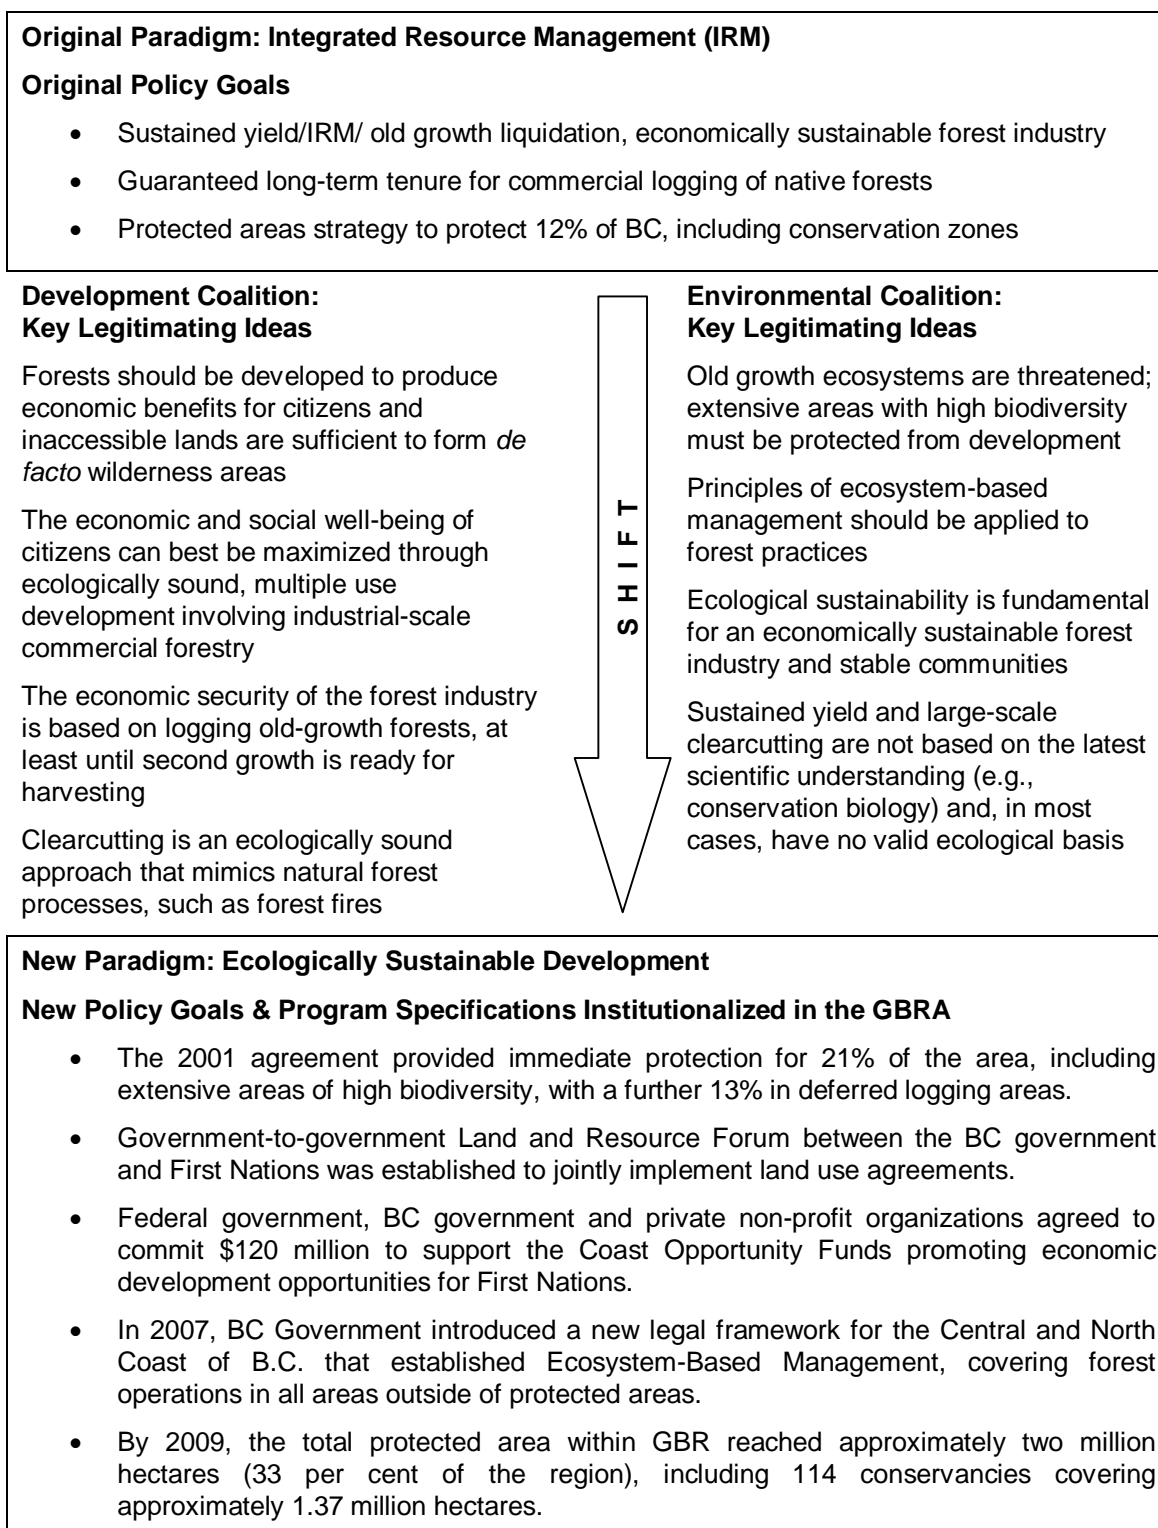 Original Paradigm: Integrated Resource Management (IRM)
Original Policy Goals
• Sustained yield/IRM/ old growth liquidation, economically sustainable forest industry
• Guaranteed long-term tenure for commercial logging of native forests
• Protected areas strategy to protect 12% of BC, including conservation zones
Development Coalition:
Key Legitimating Ideas
Forests should be developed to produce
economic benefits for citizens and
inaccessible lands are sufficient to form de
facto wilderness areas
The economic and social well-being of
citizens can best be maximized through
ecologically sound, multiple use
development involving industrial-scale
commercial forestry
The economic security of the forest industry
is based on logging old-growth forests, at
least until second growth is ready for
harvesting
Clearcutting is an ecologically sound
approach that mimics natural forest
processes, such as forest fires
SHIFT
Environmental Coalition:
Key Legitimating Ideas
Old growth ecosystems are threatened;
extensive areas with high biodiversity
must be protected from development
Principles of ecosystem-based
management should be applied to
forest practices
Ecological sustainability is fundamental
for an economically sustainable forest
industry and stable communities
Sustained yield and large-scale
clearcutting are not based on the latest
scientific understanding (e.g.,
conservation biology) and, in most
cases, have no valid ecological basis
New Paradigm: Ecologically Sustainable Development
New Policy Goals & Program Specifications Institutionalized in the GBRA
• The 2001 agreement provided immediate protection for 21% of the area, including
extensive areas of high biodiversity, with a further 13% in deferred logging areas.
• Government-to-government Land and Resource Forum between the BC government
and First Nations was established to jointly implement land use agreements.
• Federal government, BC government and private non-profit organizations agreed to
commit $120 million to support the Coast Opportunity Funds promoting economic
development opportunities for First Nations.
• In 2007, BC Government introduced a new legal framework for the Central and North
Coast of B.C. that established Ecosystem-Based Management, covering forest
operations in all areas outside of protected areas.
• By 2009, the total protected area within GBR reached approximately two million
hectares (33 per cent of the region), including 114 conservancies covering
approximately 1.37 million hectares.